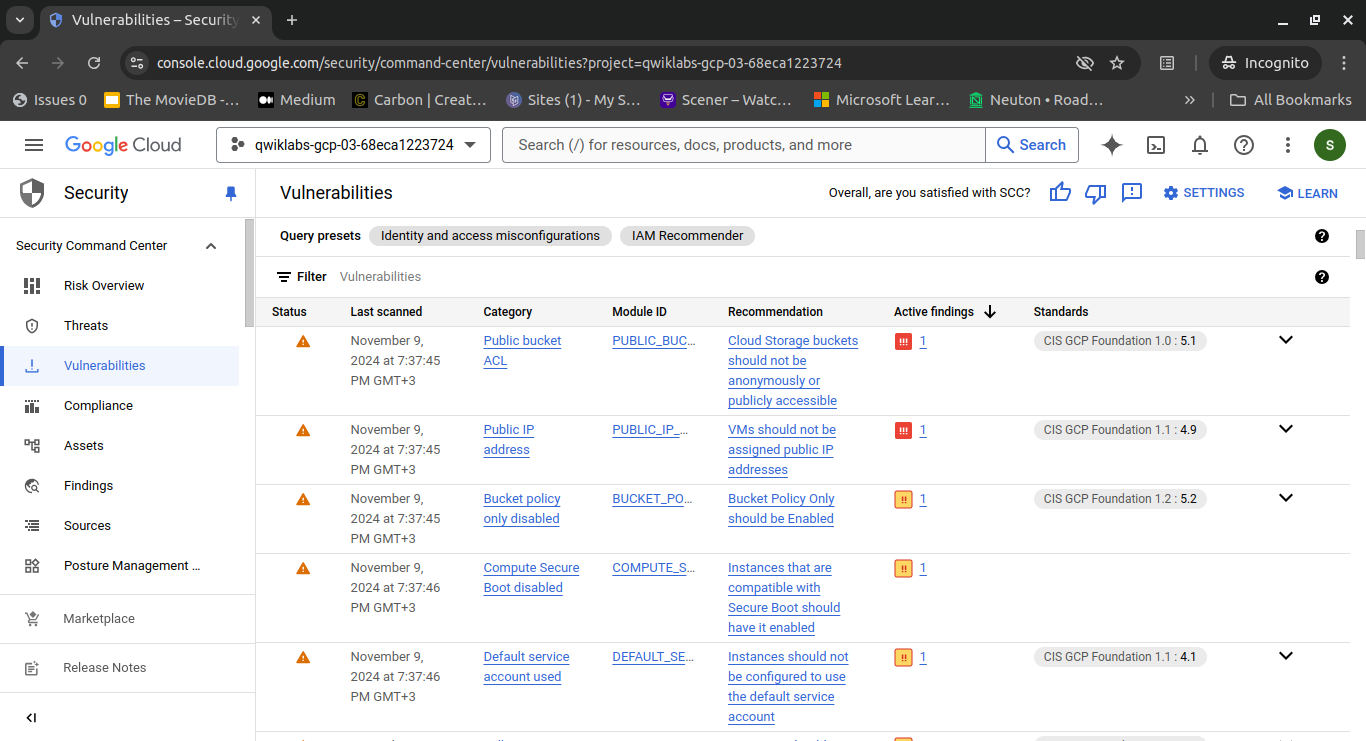 Vulnerabilities – Security
console.cloud.google.com/security/command-center/vulnerabilities?project=qwiklabs-gcp-03-68eca1223724
Incognito
Issues 0
The MovieDB -...
Medium
Carbon | Creat...
Sites (1) - My S...
Scener – Watc...
Microsoft Lear...
Neuton • Road...
All Bookmarks
Google Cloud
qwiklabs-gcp-03-68eca1223724
Search (/) for resources, docs, products, and more
Search
S
Security
Vulnerabilities
Overall, are you satisfied with SCC?
SETTINGS
LEARN
Security Command Center
Risk Overview
Threats
Vulnerabilities
Compliance
Assets
Findings
Sources
Posture Management ...
Marketplace
Release Notes
Query presets
Identity and access misconfigurations
IAM Recommender
Filter
Vulnerabilities
Status
Last scanned
Category
Module ID
Recommendation
Active findings
Standards
November 9,
2024 at 7:37:45
PM GMT+3
Public bucket
ACL
PUBLIC_BUC...
Cloud Storage buckets
should not be
anonymously or
publicly accessible
1
CIS GCP Foundation 1.0 : 5.1
November 9,
2024 at 7:37:45
PM GMT+3
Public IP
address
PUBLIC_IP_...
VMs should not be
assigned public IP
addresses
1
CIS GCP Foundation 1.1 : 4.9
November 9,
2024 at 7:37:45
PM GMT+3
Bucket policy
only disabled
BUCKET_PO...
Bucket Policy Only
should be Enabled
1
CIS GCP Foundation 1.2 : 5.2
November 9,
2024 at 7:37:46
PM GMT+3
Compute Secure
Boot disabled
COMPUTE_S...
Instances that are
compatible with
Secure Boot should
have it enabled
1
November 9,
2024 at 7:37:46
PM GMT+3
Default service
account used
DEFAULT_SE...
Instances should not
be configured to use
the default service
account
1
CIS GCP Foundation 1.1 : 4.1